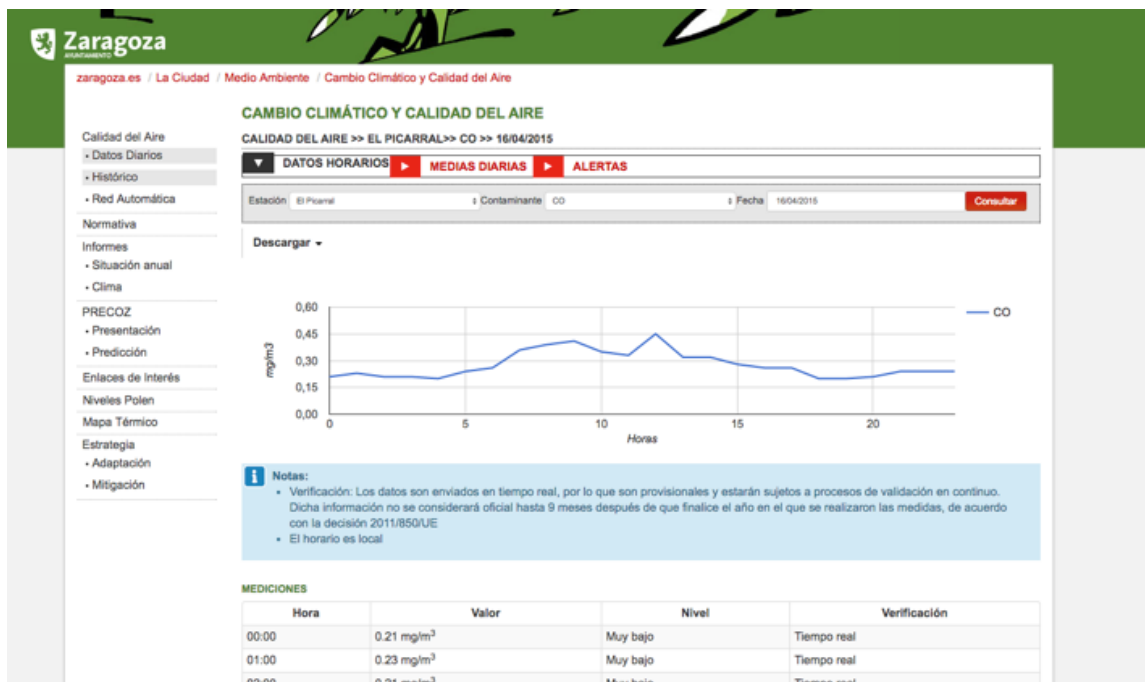 Zaragoza
AYUNTAMIENTO
zaragoza.es / La Ciudad / Medio Ambiente / Cambio Climático y Calidad del Aire
CAMBIO CLIMÁTICO Y CALIDAD DEL AIRE
CALIDAD DEL AIRE >> EL PICARRAL>> CO >> 16/04/2015
DATOS HORARIOS MEDIAS DIARIAS ALERTAS
Estación El Picarral Contaminante CO Fecha 16/04/2015 Consultar
Descargar
Calidad del Aire
• Datos Diarios
• Histórico
• Red Automática
Normativa
Informes
• Situación anual
• Clima
PRECOZ
• Presentación
• Predicción
Enlaces de Interés
Niveles Polen
Mapa Térmico
Estrategia
• Adaptación
• Mitigación
0,60
0,45
0,30
0,15
0,00
mg/m3
0 5 10 15 20
Horas
CO
Notas:
• Verificación: Los datos son enviados en tiempo real, por lo que son provisionales y estarán sujetos a procesos de validación en continuo.
Dicha información no se considerará oficial hasta 9 meses después de que finalice el año en el que se realizaron las medidas, de acuerdo
con la decisión 2011/850/UE
• El horario es local
MEDICIONES
Hora Valor Nivel Verificación
00:00 0.21 mg/m³ Muy bajo Tiempo real
01:00 0.23 mg/m³ Muy bajo Tiempo real